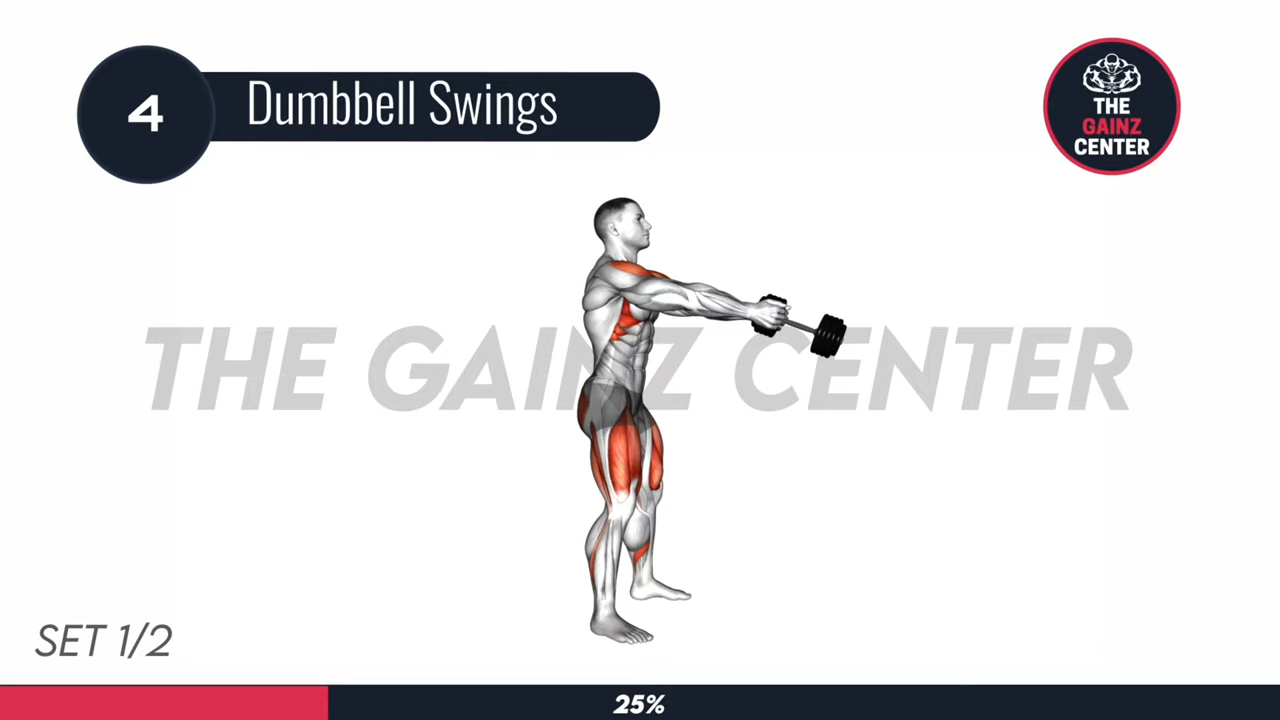 4
Dumbbell Swings
THE
GAINZ
CENTER
THE GAINZ CENTER
SET 1/2
25%